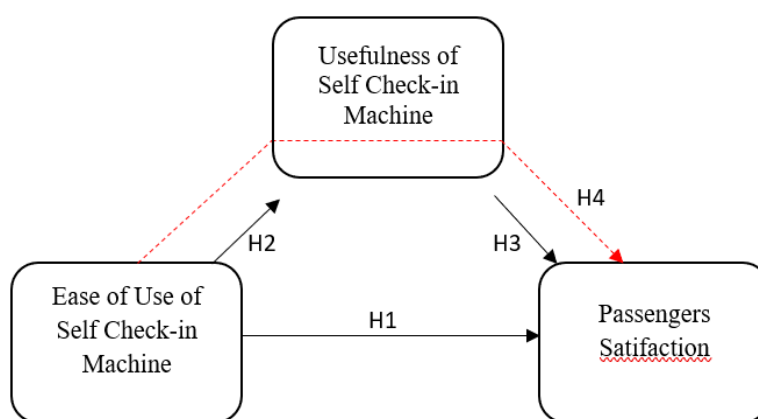 Usefulness of
Self Check-in
Machine
H4
H2
H3
Ease of Use of
Self Check-in
Machine
H1
Passengers
Satifaction